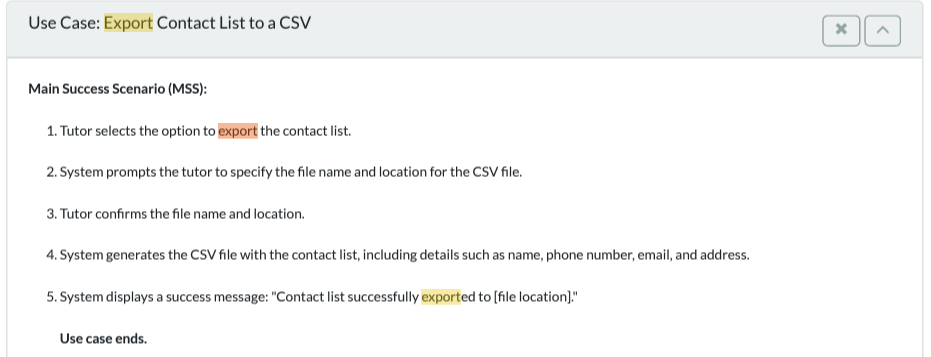 Use Case: Export Contact List to a CSV
Main Success Scenario (MSS):
1. Tutor selects the option to export the contact list.
2. System prompts the tutor to specify the file name and location for the CSV file.
3. Tutor confirms the file name and location.
4. System generates the CSV file with the contact list, including details such as name, phone number, email, and address.
5. System displays a success message: "Contact list successfully exported to [file location]."
Use case ends.